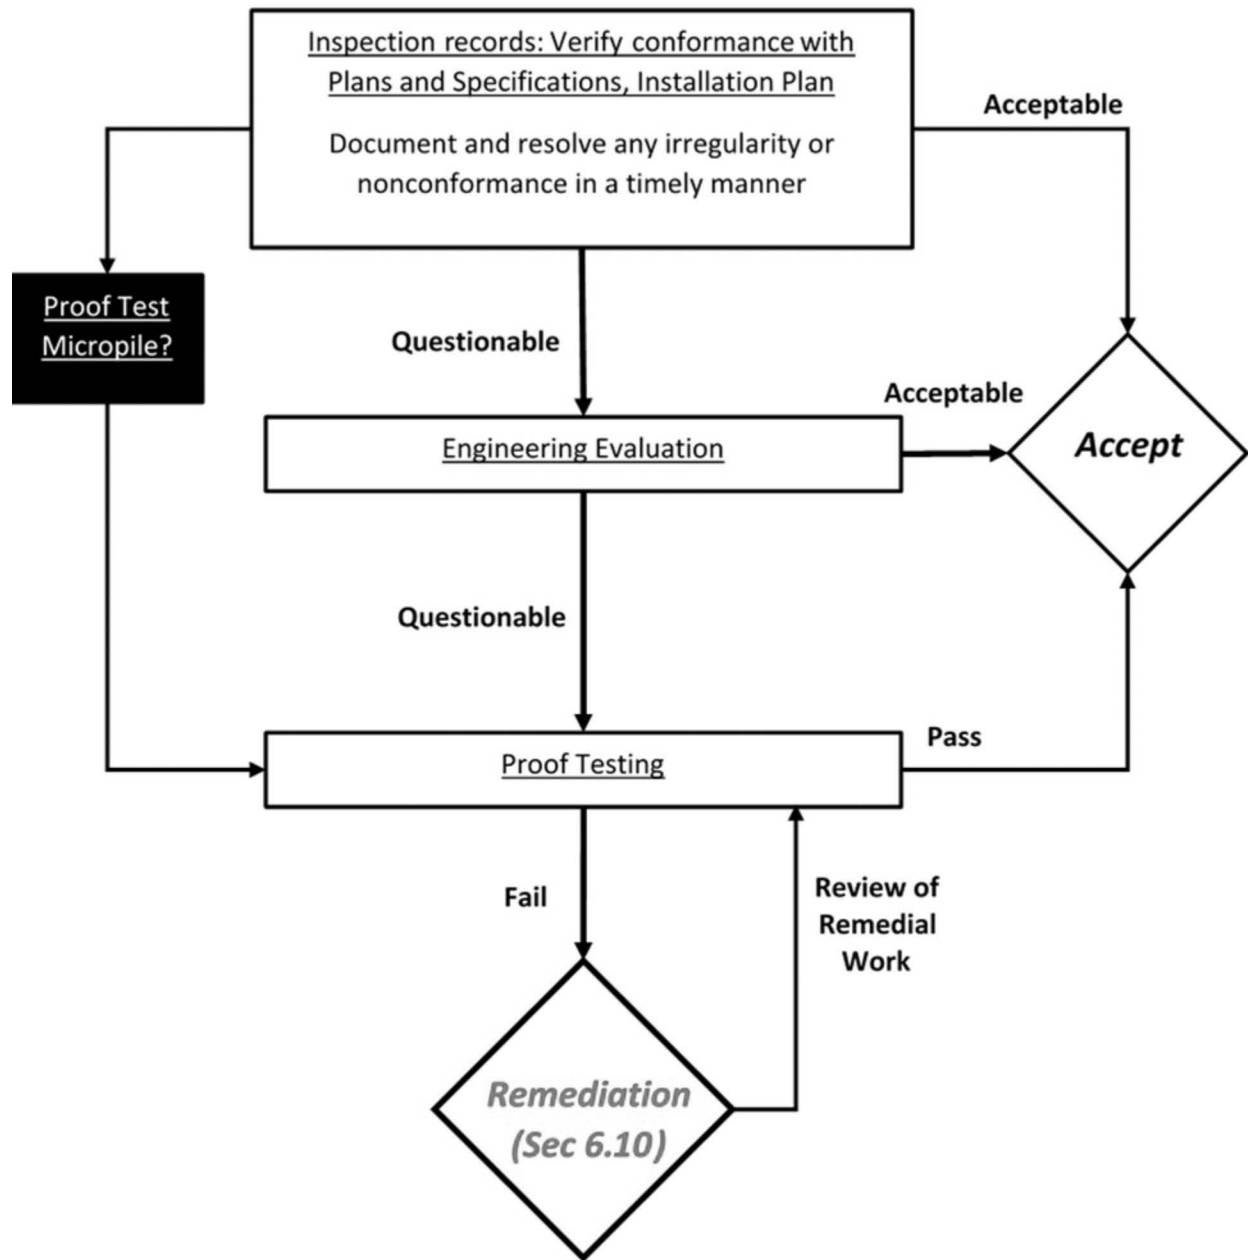 Inspection records: Verify conformance with
Plans and Specifications, Installation Plan
Document and resolve any irregularity or
nonconformance in a timely manner
Acceptable
Proof Test
Micropile?
Questionable
Acceptable
Engineering Evaluation
Accept
Questionable
Pass
Proof Testing
Fail
Review of
Remedial
Work
Remediation
(Sec 6.10)